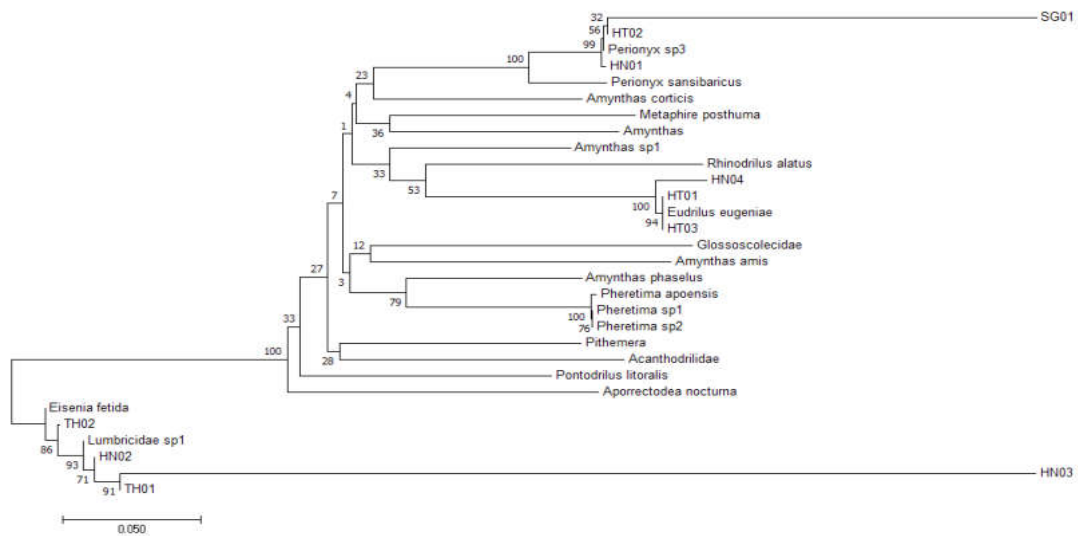 32
SG01
56
HT02
99
Perionyx sp3
HN01
100
Perionyx sansibaricus
23
Amynthas corticis
4
Metaphire posthuma
36
Amynthas
1
Amynthas sp1
33
Rhinodrilus alatus
53
HN04
HT01
100
Eudrilus eugeniae
94
HT03
7
Glossoscolecidae
12
Amynthas amis
3
27
Amynthas phaselus
79
Pheretima apoensis
100
Pheretima sp1
76
Pheretima sp2
33
Pithemera
28
Acanthodrilidae
100
Pontodrilus litoralis
Aporrectodea nocturna
Eisenia fetida
TH02
86
Lumbricidae sp1
93
HN02
71
HN03
91
TH01
0.050